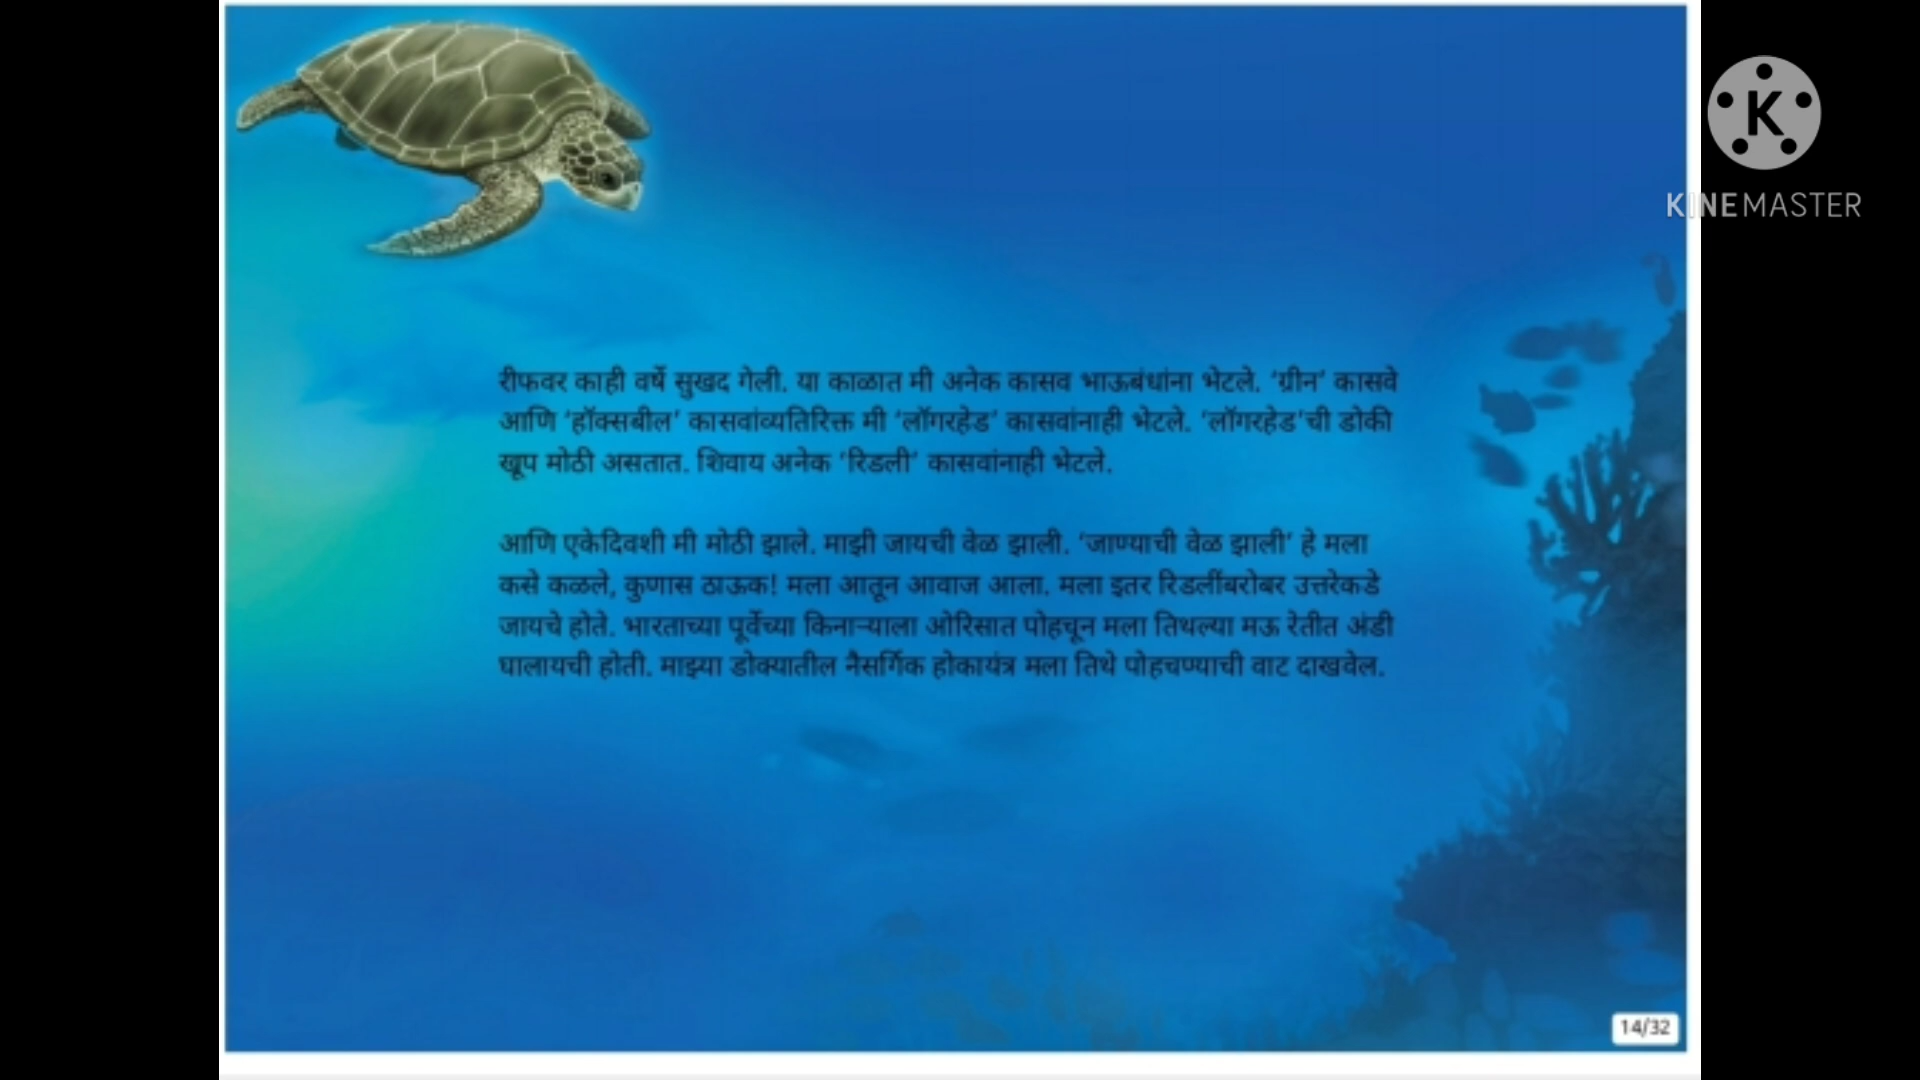 रीफवर काही वर्षे सुखद गेली. या काळात मी अनेक कासव भाऊबंधांना भेटले. ‘ग्रीन’ कासवे
आणि ‘हॉक्सबील’ कासवांव्यतिरिक्त मी ‘लॉगरहेड’ कासवांनाही भेटले. ‘लॉगरहेड’ची डोकी
खूप मोठी असतात. शिवाय अनेक ‘रिडली’ कासवांनाही भेटले.
आणि एकेदिवशी मी मोठी झाले. माझी जायची वेळ झाली. ‘जाण्याची वेळ झाली’ हे मला
कसे कळले, कुणास ठाऊक! मला आतून आवाज आला. मला इतर रिडलींबरोबर उत्तरेकडे
जायचे होते. भारताच्या पूर्वेच्या किनाऱ्याला ओरिसात पोहचून मला तिथल्या मऊ रेतीत अंडी
घालायची होती. माझ्या डोक्यातील नैसर्गिक होकायंत्र मला तिथे पोहचण्याची वाट दाखवेल.
K
KINEMASTER
14/32